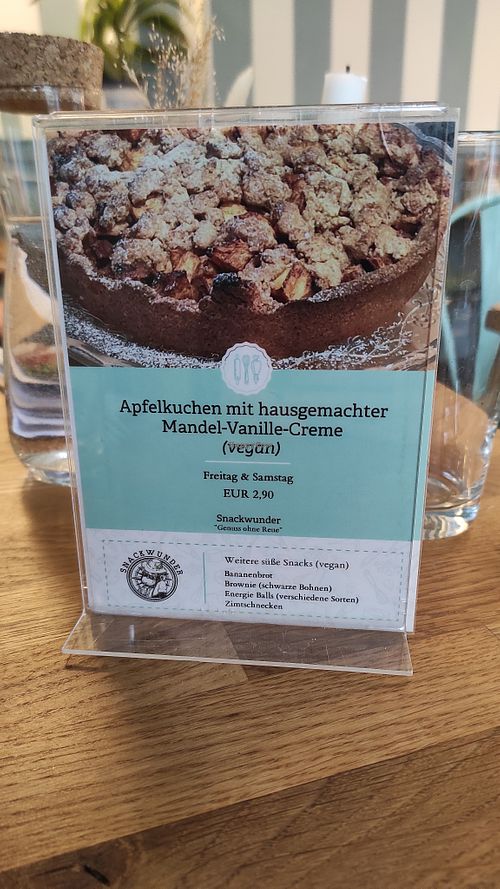 Apfelkuchen mit hausgemachter
Mandel-Vanille-Creme
(vegan)
Freitag & Samstag
EUR 2,90
Snackwunder
"Genuss ohne Reue"
SNACKWUNDER
Weitere süße Snacks (vegan)
Bananenbrot
Brownie (schwarze Bohnen)
Energie Balls (verschiedene Sorten)
Zimtschnecken